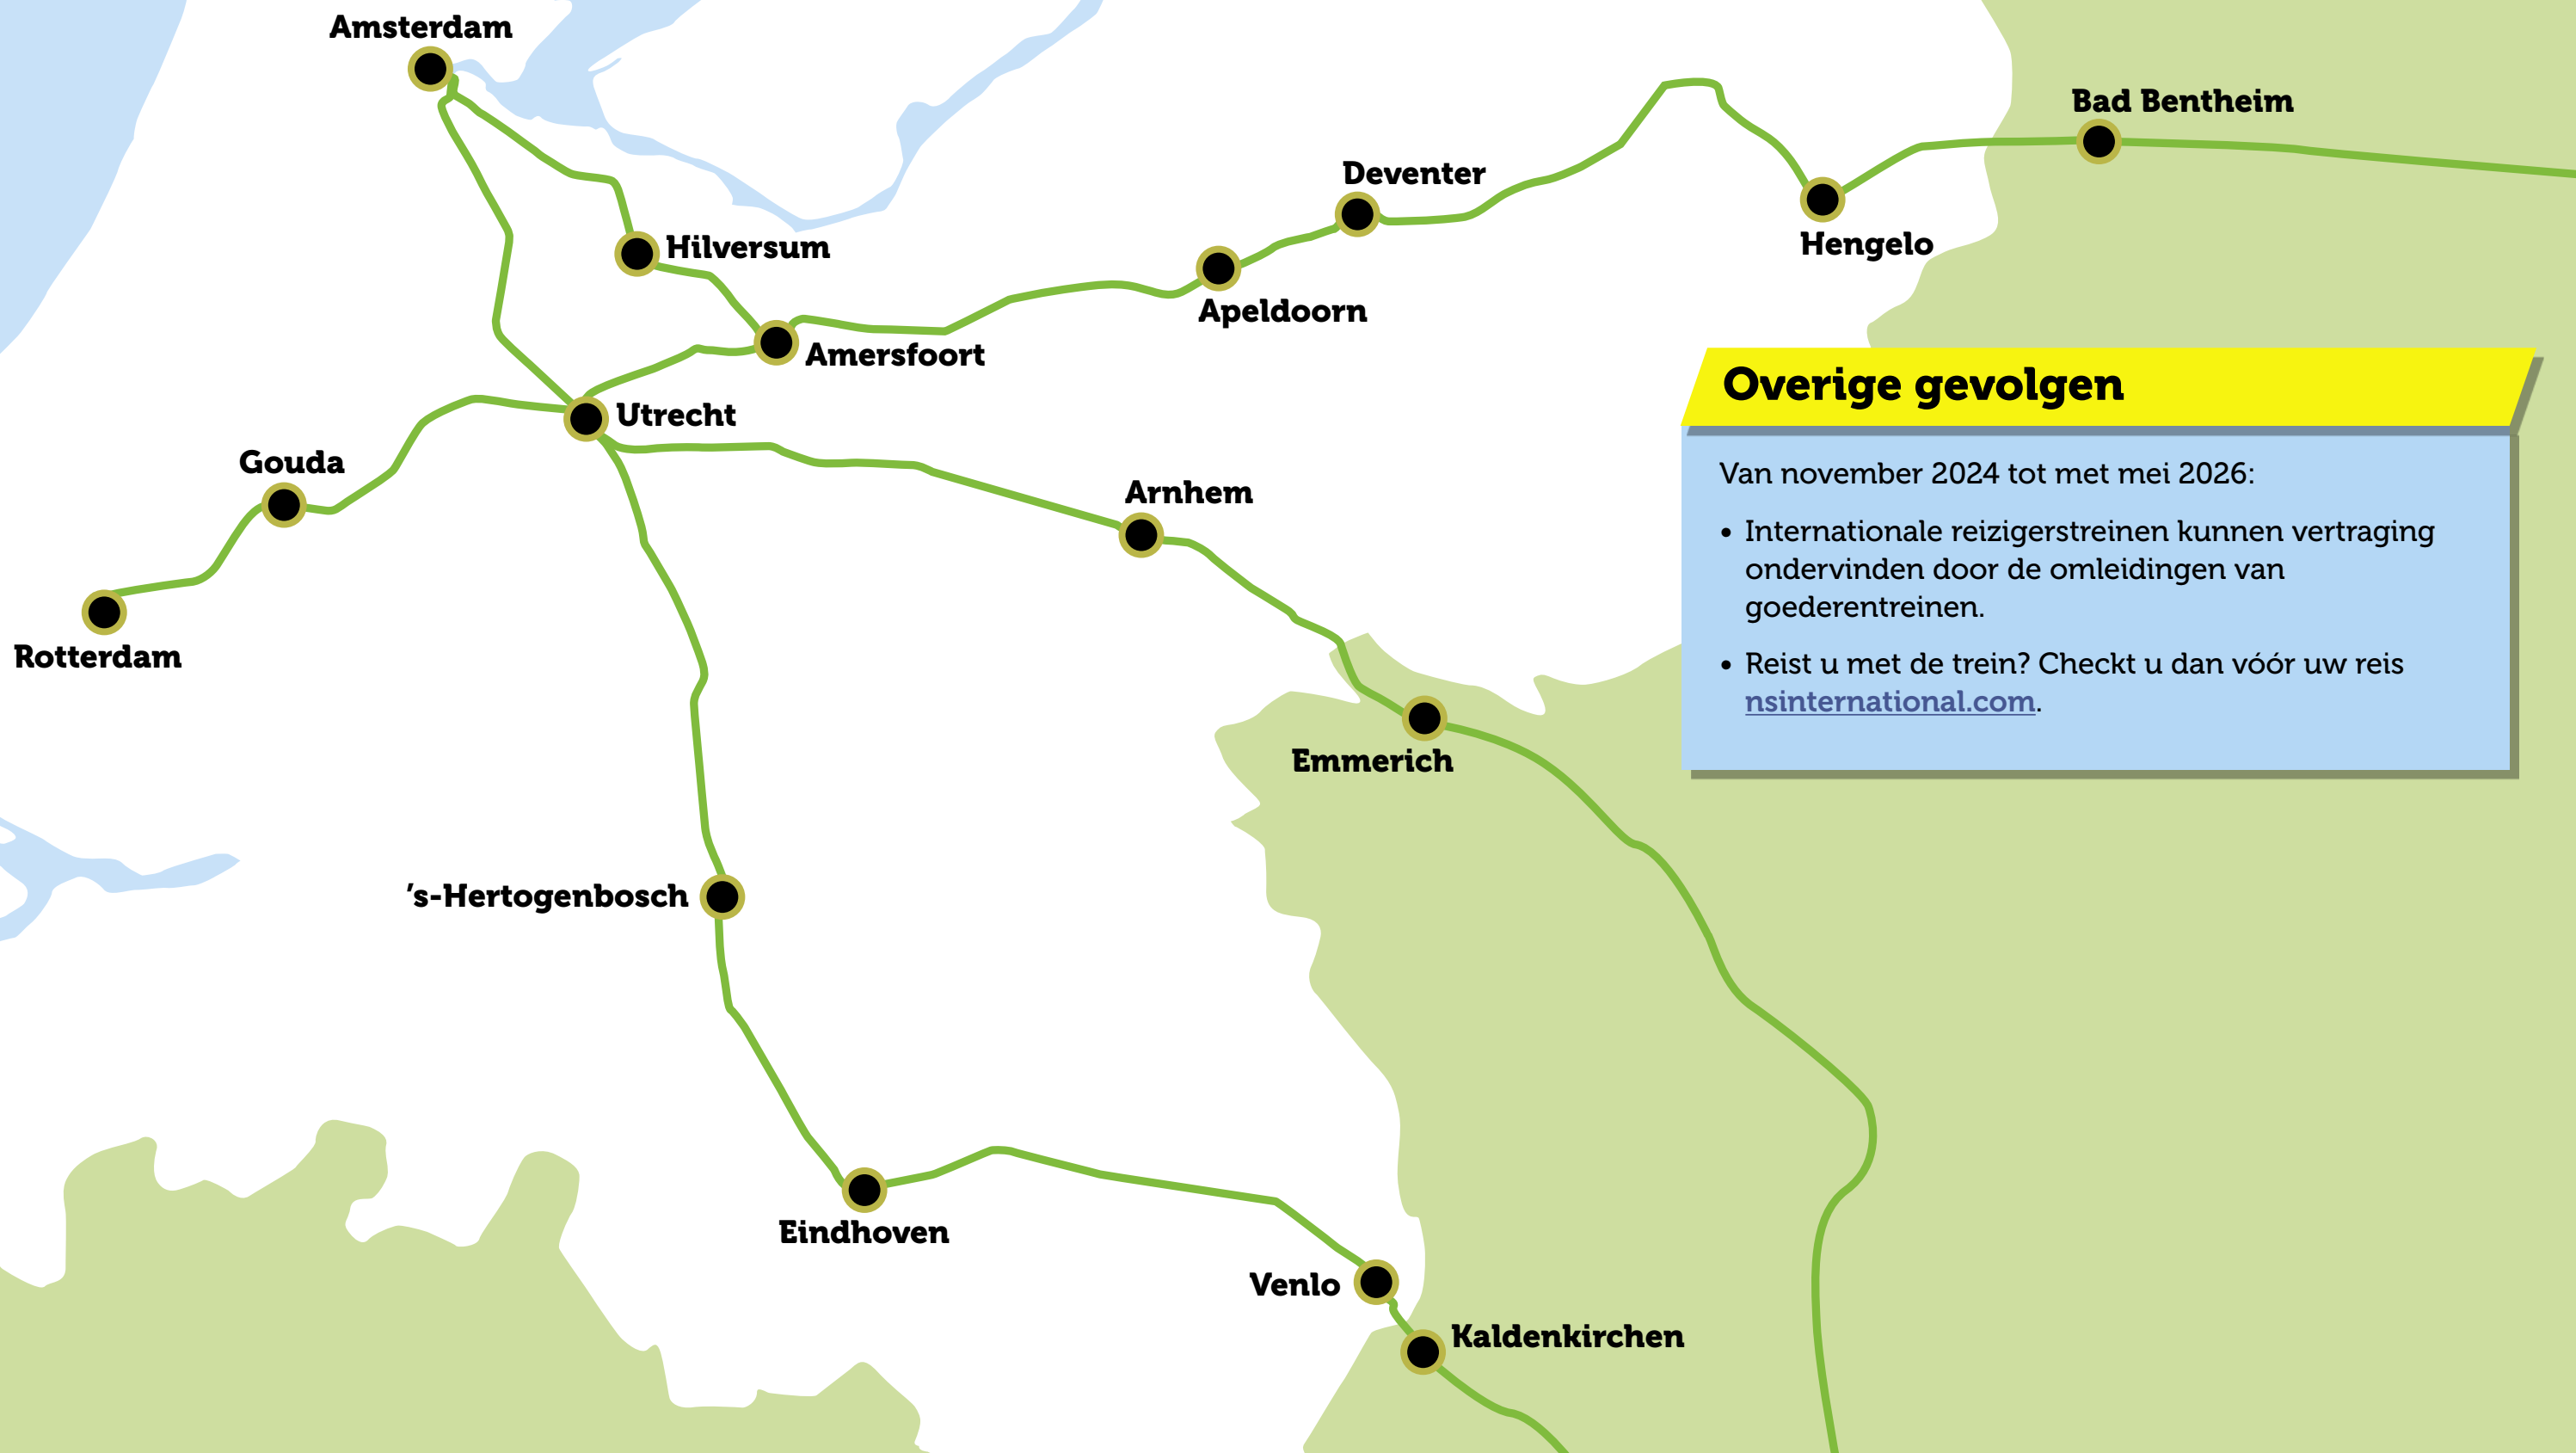 Amsterdam
Bad Bentheim
Deventer
Hilversum
Hengelo
Apeldoorn
Amersfoort
Utrecht
Gouda
Arnhem
Rotterdam
Emmerich
's-Hertogenbosch
Eindhoven
Venlo
Kaldenkirchen
Overige gevolgen
Van november 2024 tot met mei 2026:
• Internationale reizigerstreinen kunnen vertraging
ondervinden door de omleidingen van
goederentreinen.
• Reist u met de trein? Checkt u dan vóór uw reis
nsinternational.com.